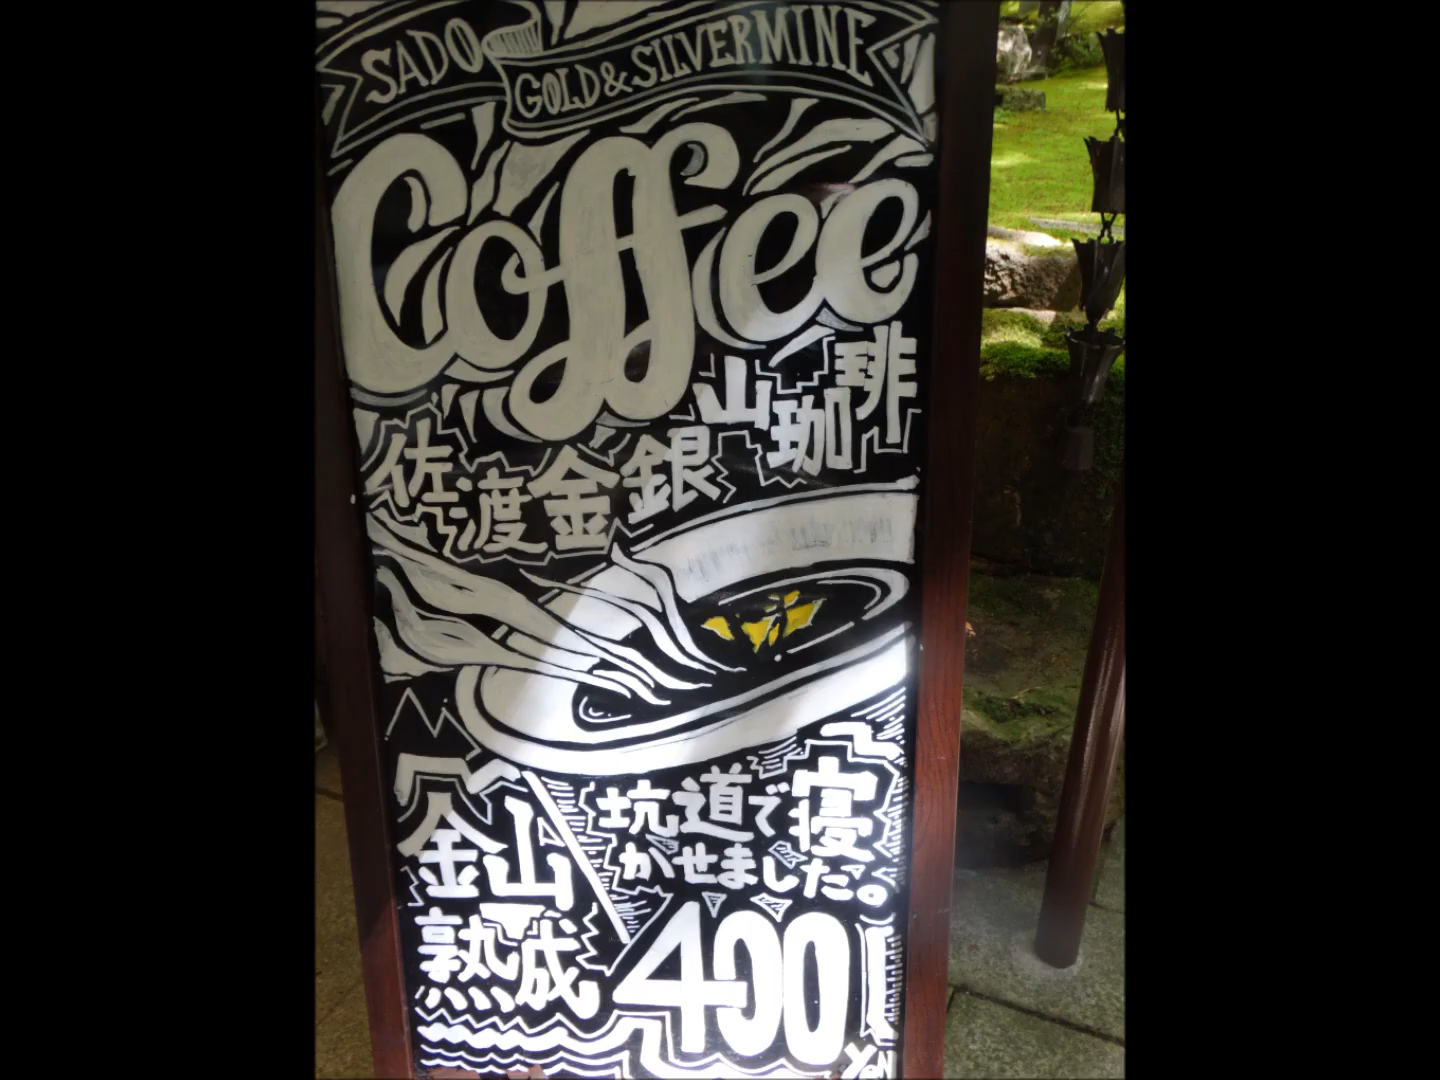 SADO
GOLD & SILVERMINE
Coffee
佐渡金銀山珈琲
金山
熟成
坑道で寝
かせました。
400
Yen